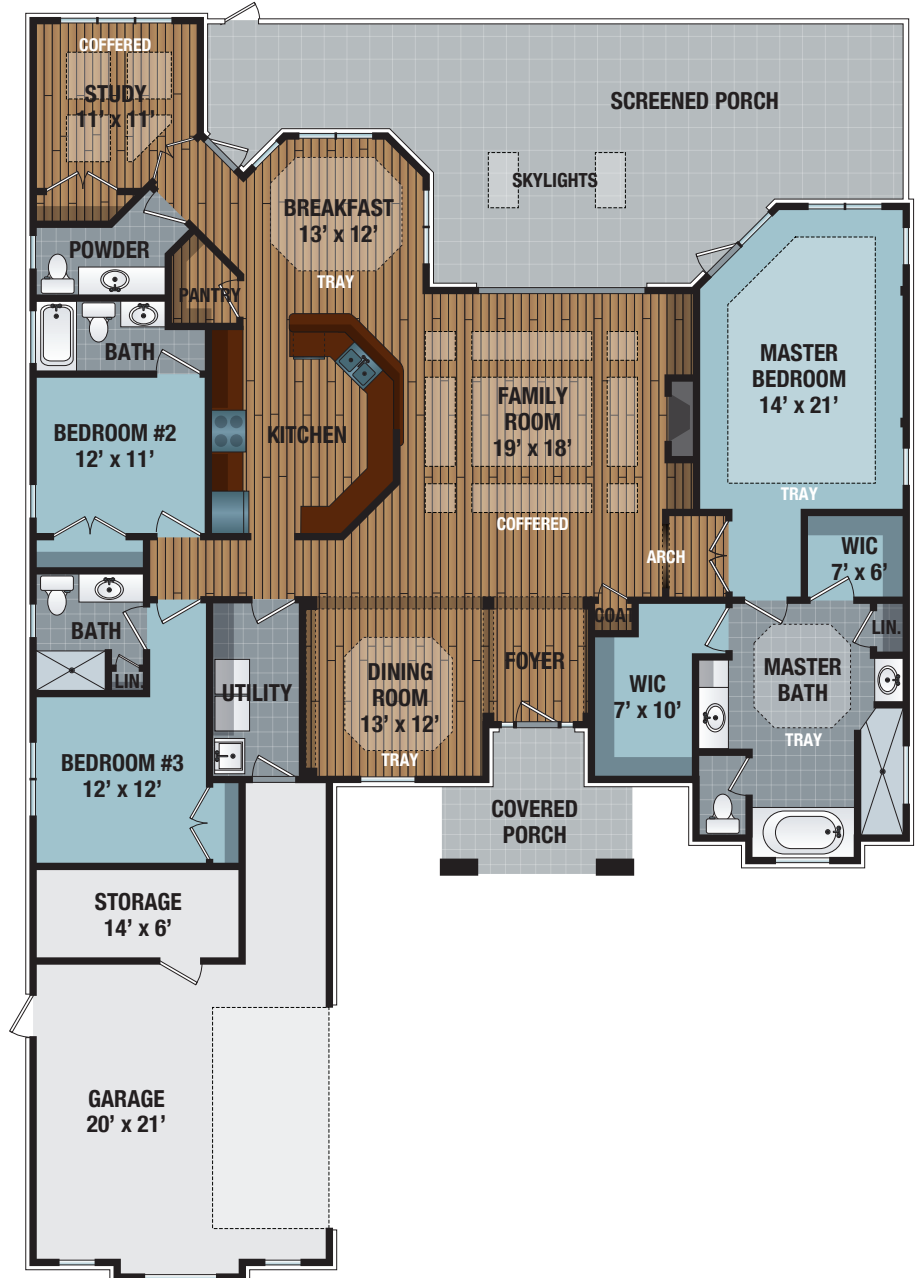 COFFERED
STUDY
11’ x 11’
SCREENED PORCH
SKYLIGHTS
BREAKFAST
13’ x 12’
TRAY
POWDER
PANTRY
BATH
MASTER
BEDROOM
14’ x 21’
TRAY
FAMILY
ROOM
19’ x 18’
COFFERED
KITCHEN
BEDROOM #2
12’ x 11’
ARCH
WIC
7’ x 6’
COAT
LIN.
BATH
LIN.
UTILITY
DINING
ROOM
13’ x 12’
TRAY
FOYER
WIC
7’ x 10’
MASTER
BATH
TRAY
BEDROOM #3
12’ x 12’
COVERED
PORCH
STORAGE
14’ x 6’
GARAGE
20’ x 21’